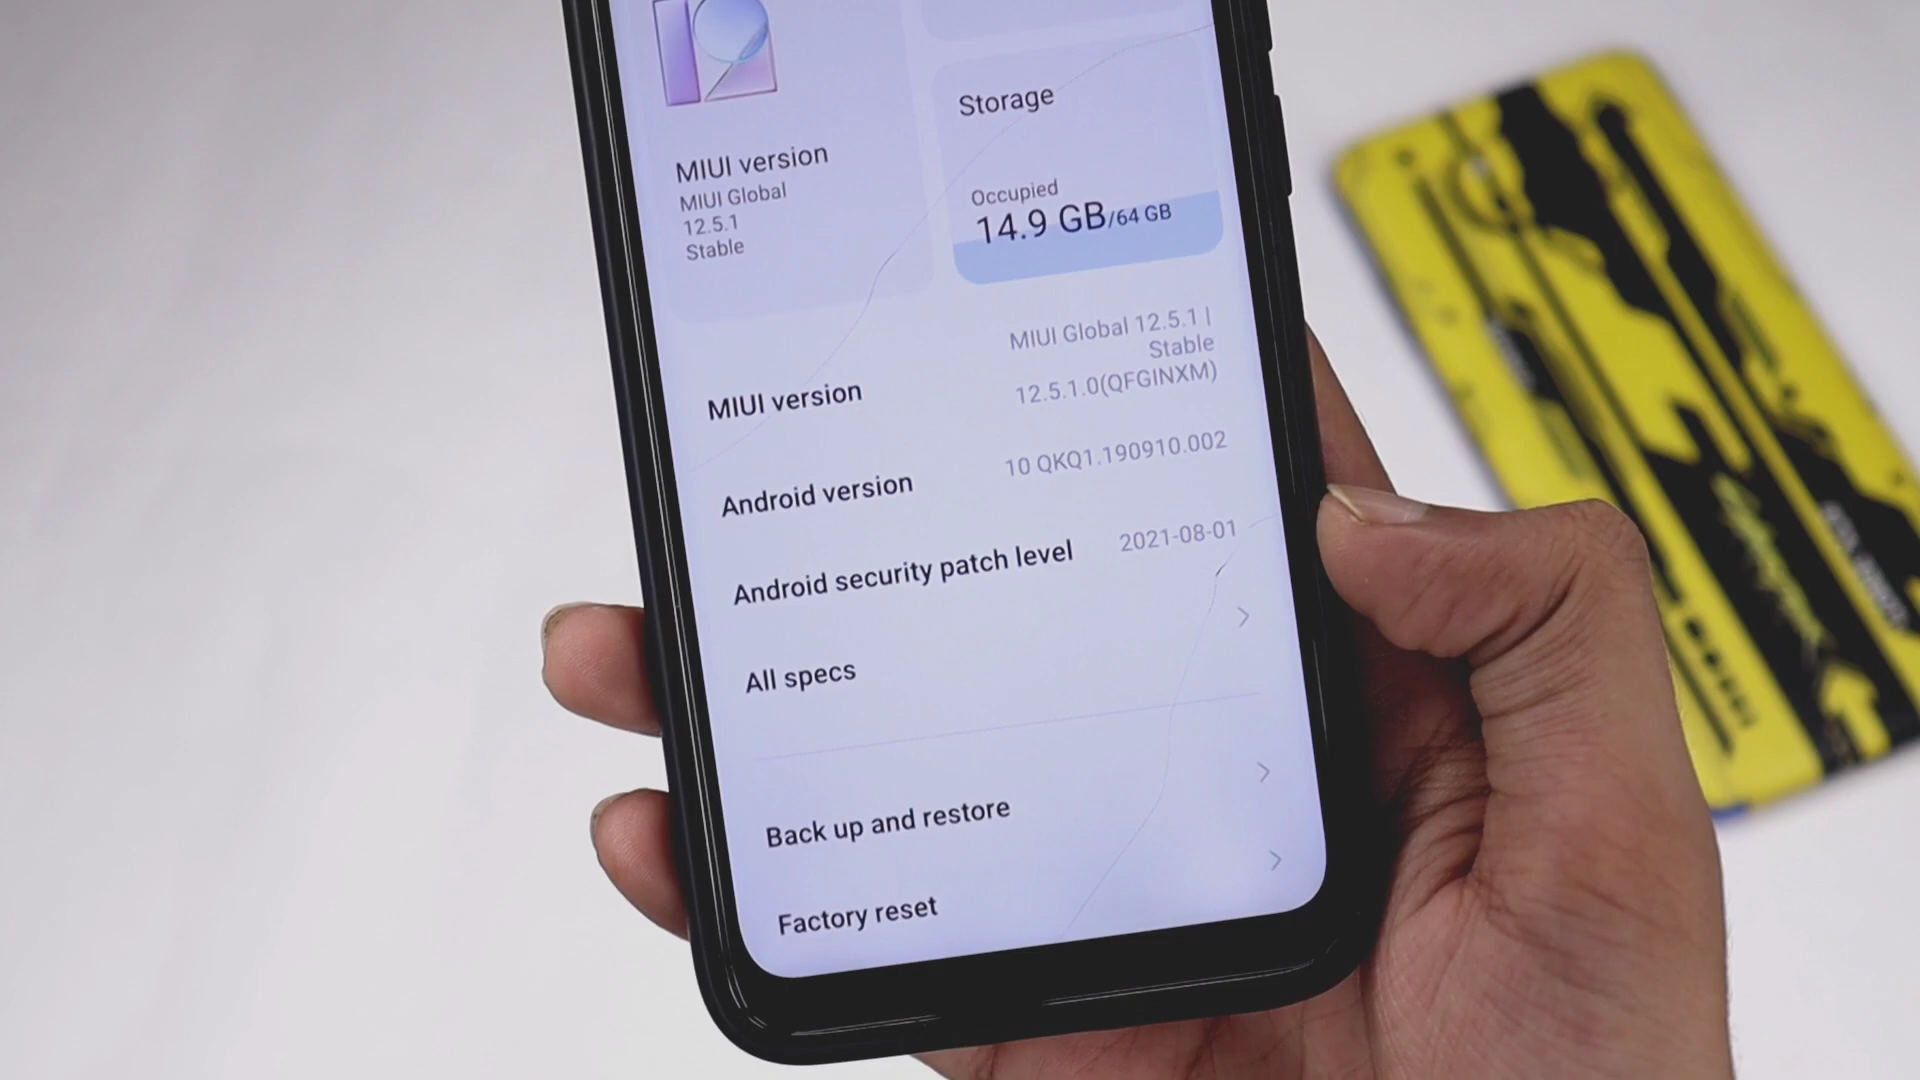 MIUI version
MIUI Global
12.5.1
Stable
Storage
Occupied
14.9 GB/64 GB
MIUI version
MIUI Global 12.5.1 |
Stable
12.5.1.0(QFGINXM)
Android version
10 QKQ1.190910.002
Android security patch level
2021-08-01
All specs
Back up and restore
Factory reset